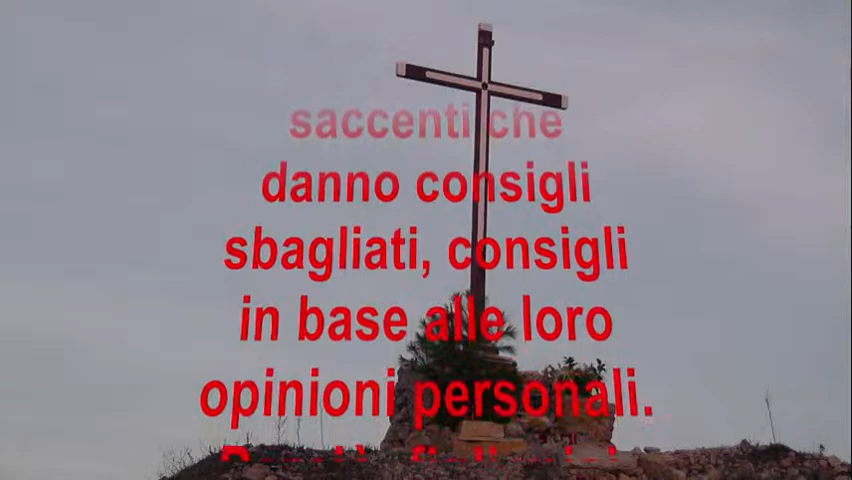 saccenti che
danno consigli
sbagliati, consigli
in base alle loro
opinioni personali.